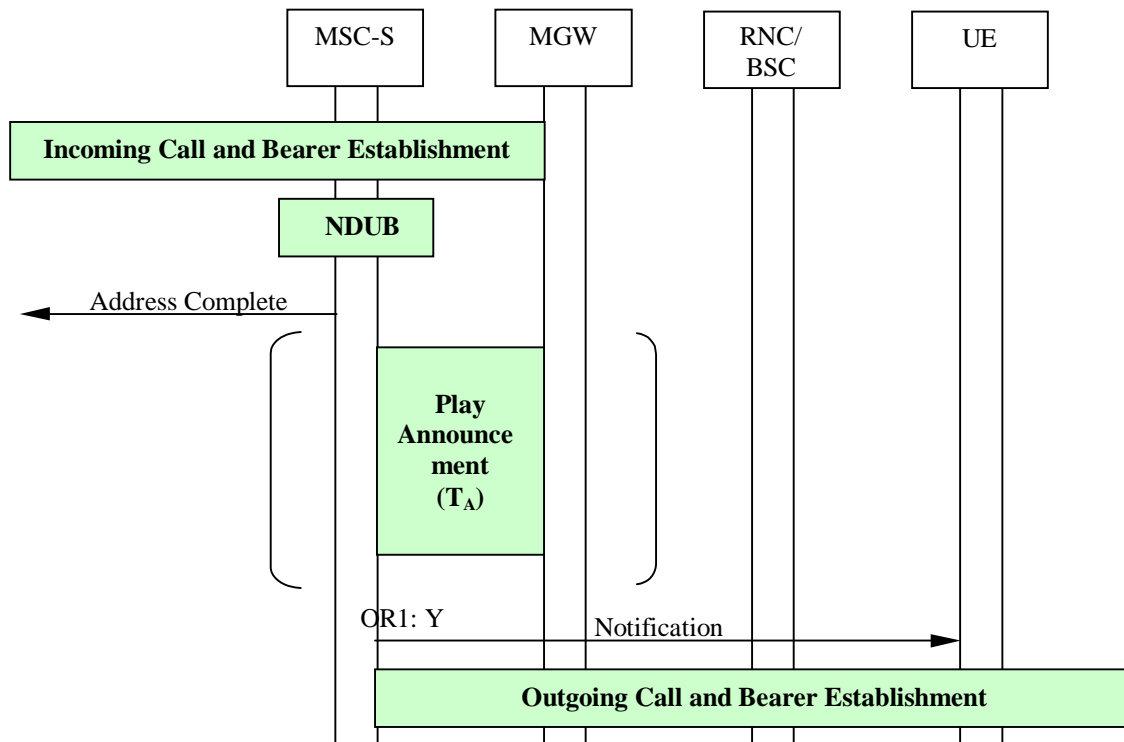 MSC-S
MGW
RNC/
BSC
UE
Incoming Call and Bearer Establishment
NDUB
Address Complete
Play
Announce
ment
(TA)
OR1: Y
Notification
Outgoing Call and Bearer Establishment